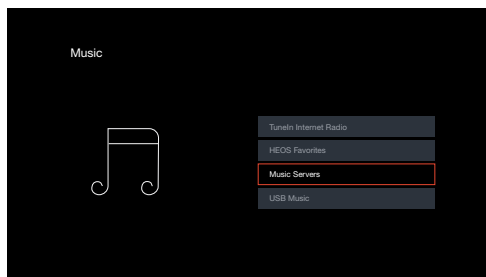 Music
TuneIn Internet Radio
HEOS Favorites
Music Servers
USB Music